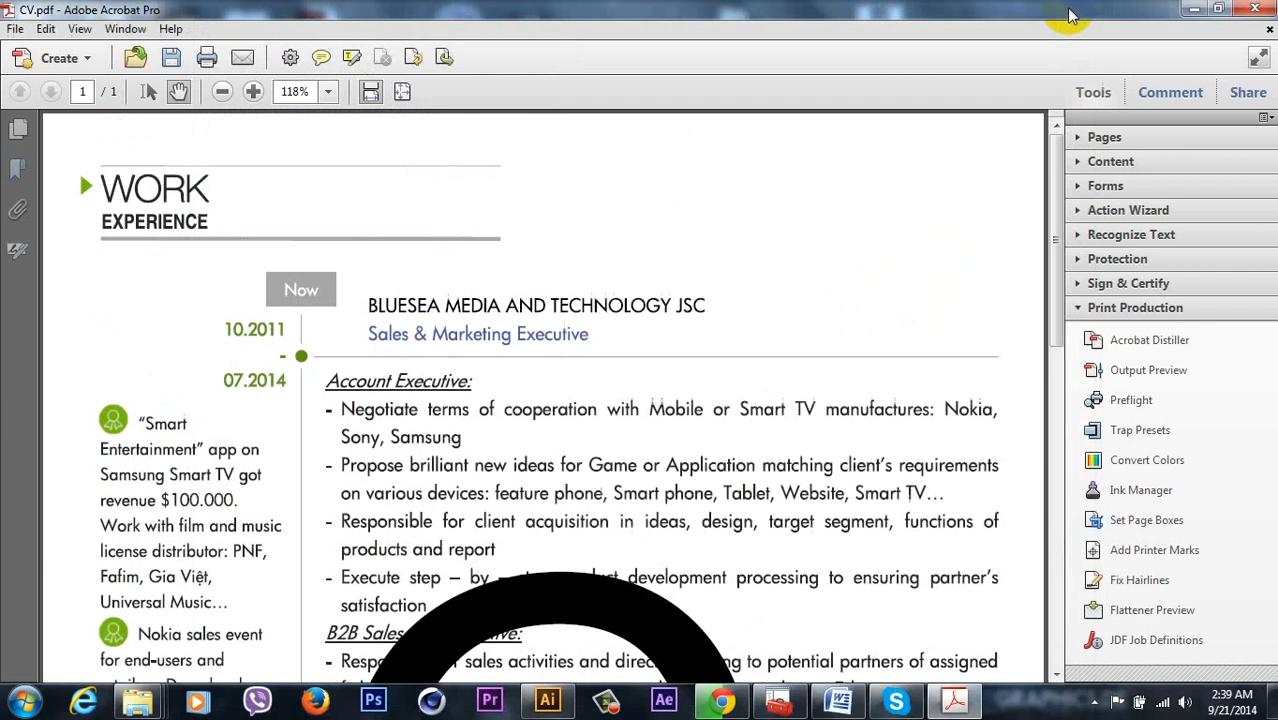 CV.pdf - Adobe Acrobat Pro
File Edit View Window Help
Create
1 / 1 118% Tools Comment Share
Pages
Content
Forms
Action Wizard
Recognize Text
Protection
Sign & Certify
Print Production
Acrobat Distiller
Output Preview
Preflight
Trap Presets
Convert Colors
Ink Manager
Set Page Boxes
Add Printer Marks
Fix Hairlines
Flattener Preview
JDF Job Definitions
WORK
EXPERIENCE
Now
10.2011
-
07.2014
BLUESEA MEDIA AND TECHNOLOGY JSC
Sales & Marketing Executive
"Smart
Entertainment" app on
Samsung Smart TV got
revenue $100.000.
Work with film and music
license distributor: PNF,
Fafim, Gia Việt,
Universal Music...
Nokia sales event
for end-users and
Account Executive:
- Negotiate terms of cooperation with Mobile or Smart TV manufactures: Nokia,
Sony, Samsung
- Propose brilliant new ideas for Game or Application matching client's requirements
on various devices: feature phone, Smart phone, Tablet, Website, Smart TV...
- Responsible for client acquisition in ideas, design, target segment, functions of
products and report
- Execute step – by – development processing to ensuring partner's
satisfaction
B2B Sales
sales activities and to potential partners of assigned
Ps Pr Ai Ae
2:39 AM
9/21/2014